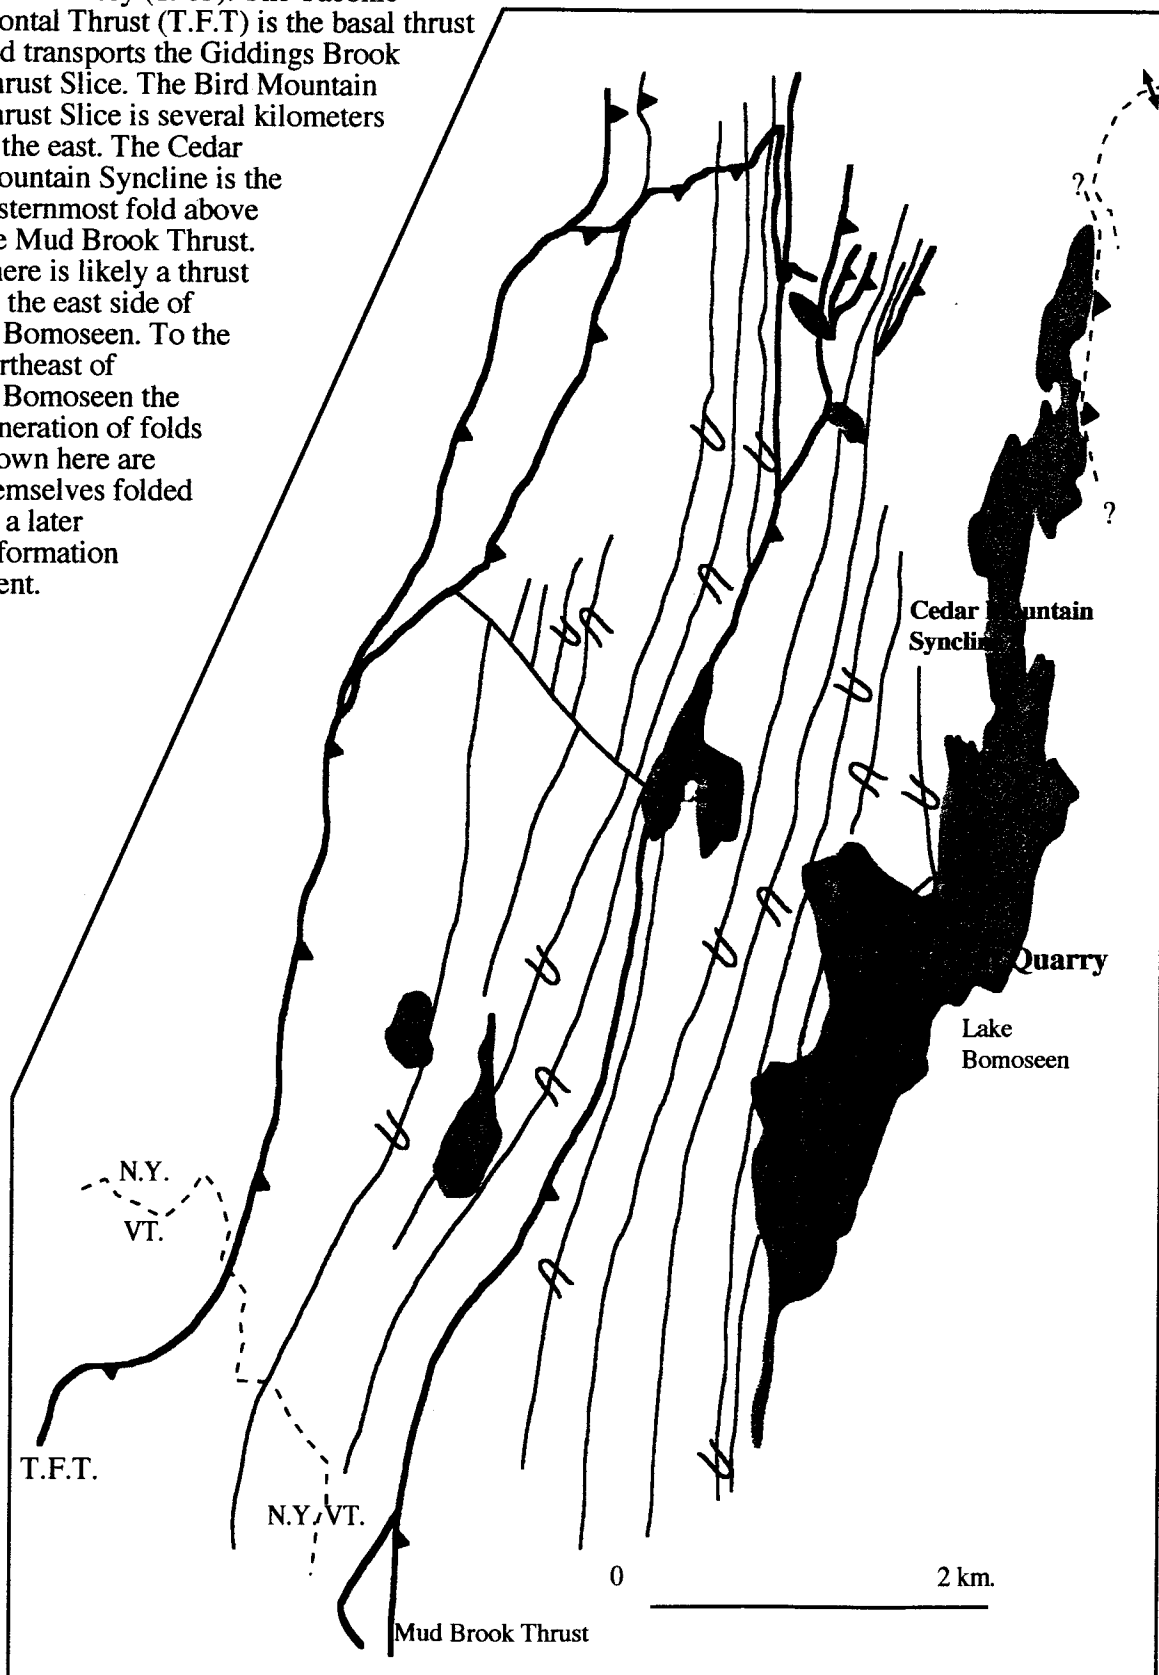 ontal Thrust (T.F.T) is the basal thrust
d transports the Giddings Brook
hrust Slice. The Bird Mountain
hrust Slice is several kilometers
the east. The Cedar
ountain Syncline is the
sternmost fold above
e Mud Brook Thrust.
here is likely a thrust
the east side of
Bomoseen. To the
rtheast of
Bomoseen the
neration of folds
own here are
emselves folded
a later
formation
ent.
?
?
Cedar M untain
Synclin
Quarry
Lake
Bomoseen
N.Y.
VT.
T.F.T.
N.Y. VT.
0 2 km.
Mud Brook Thrust